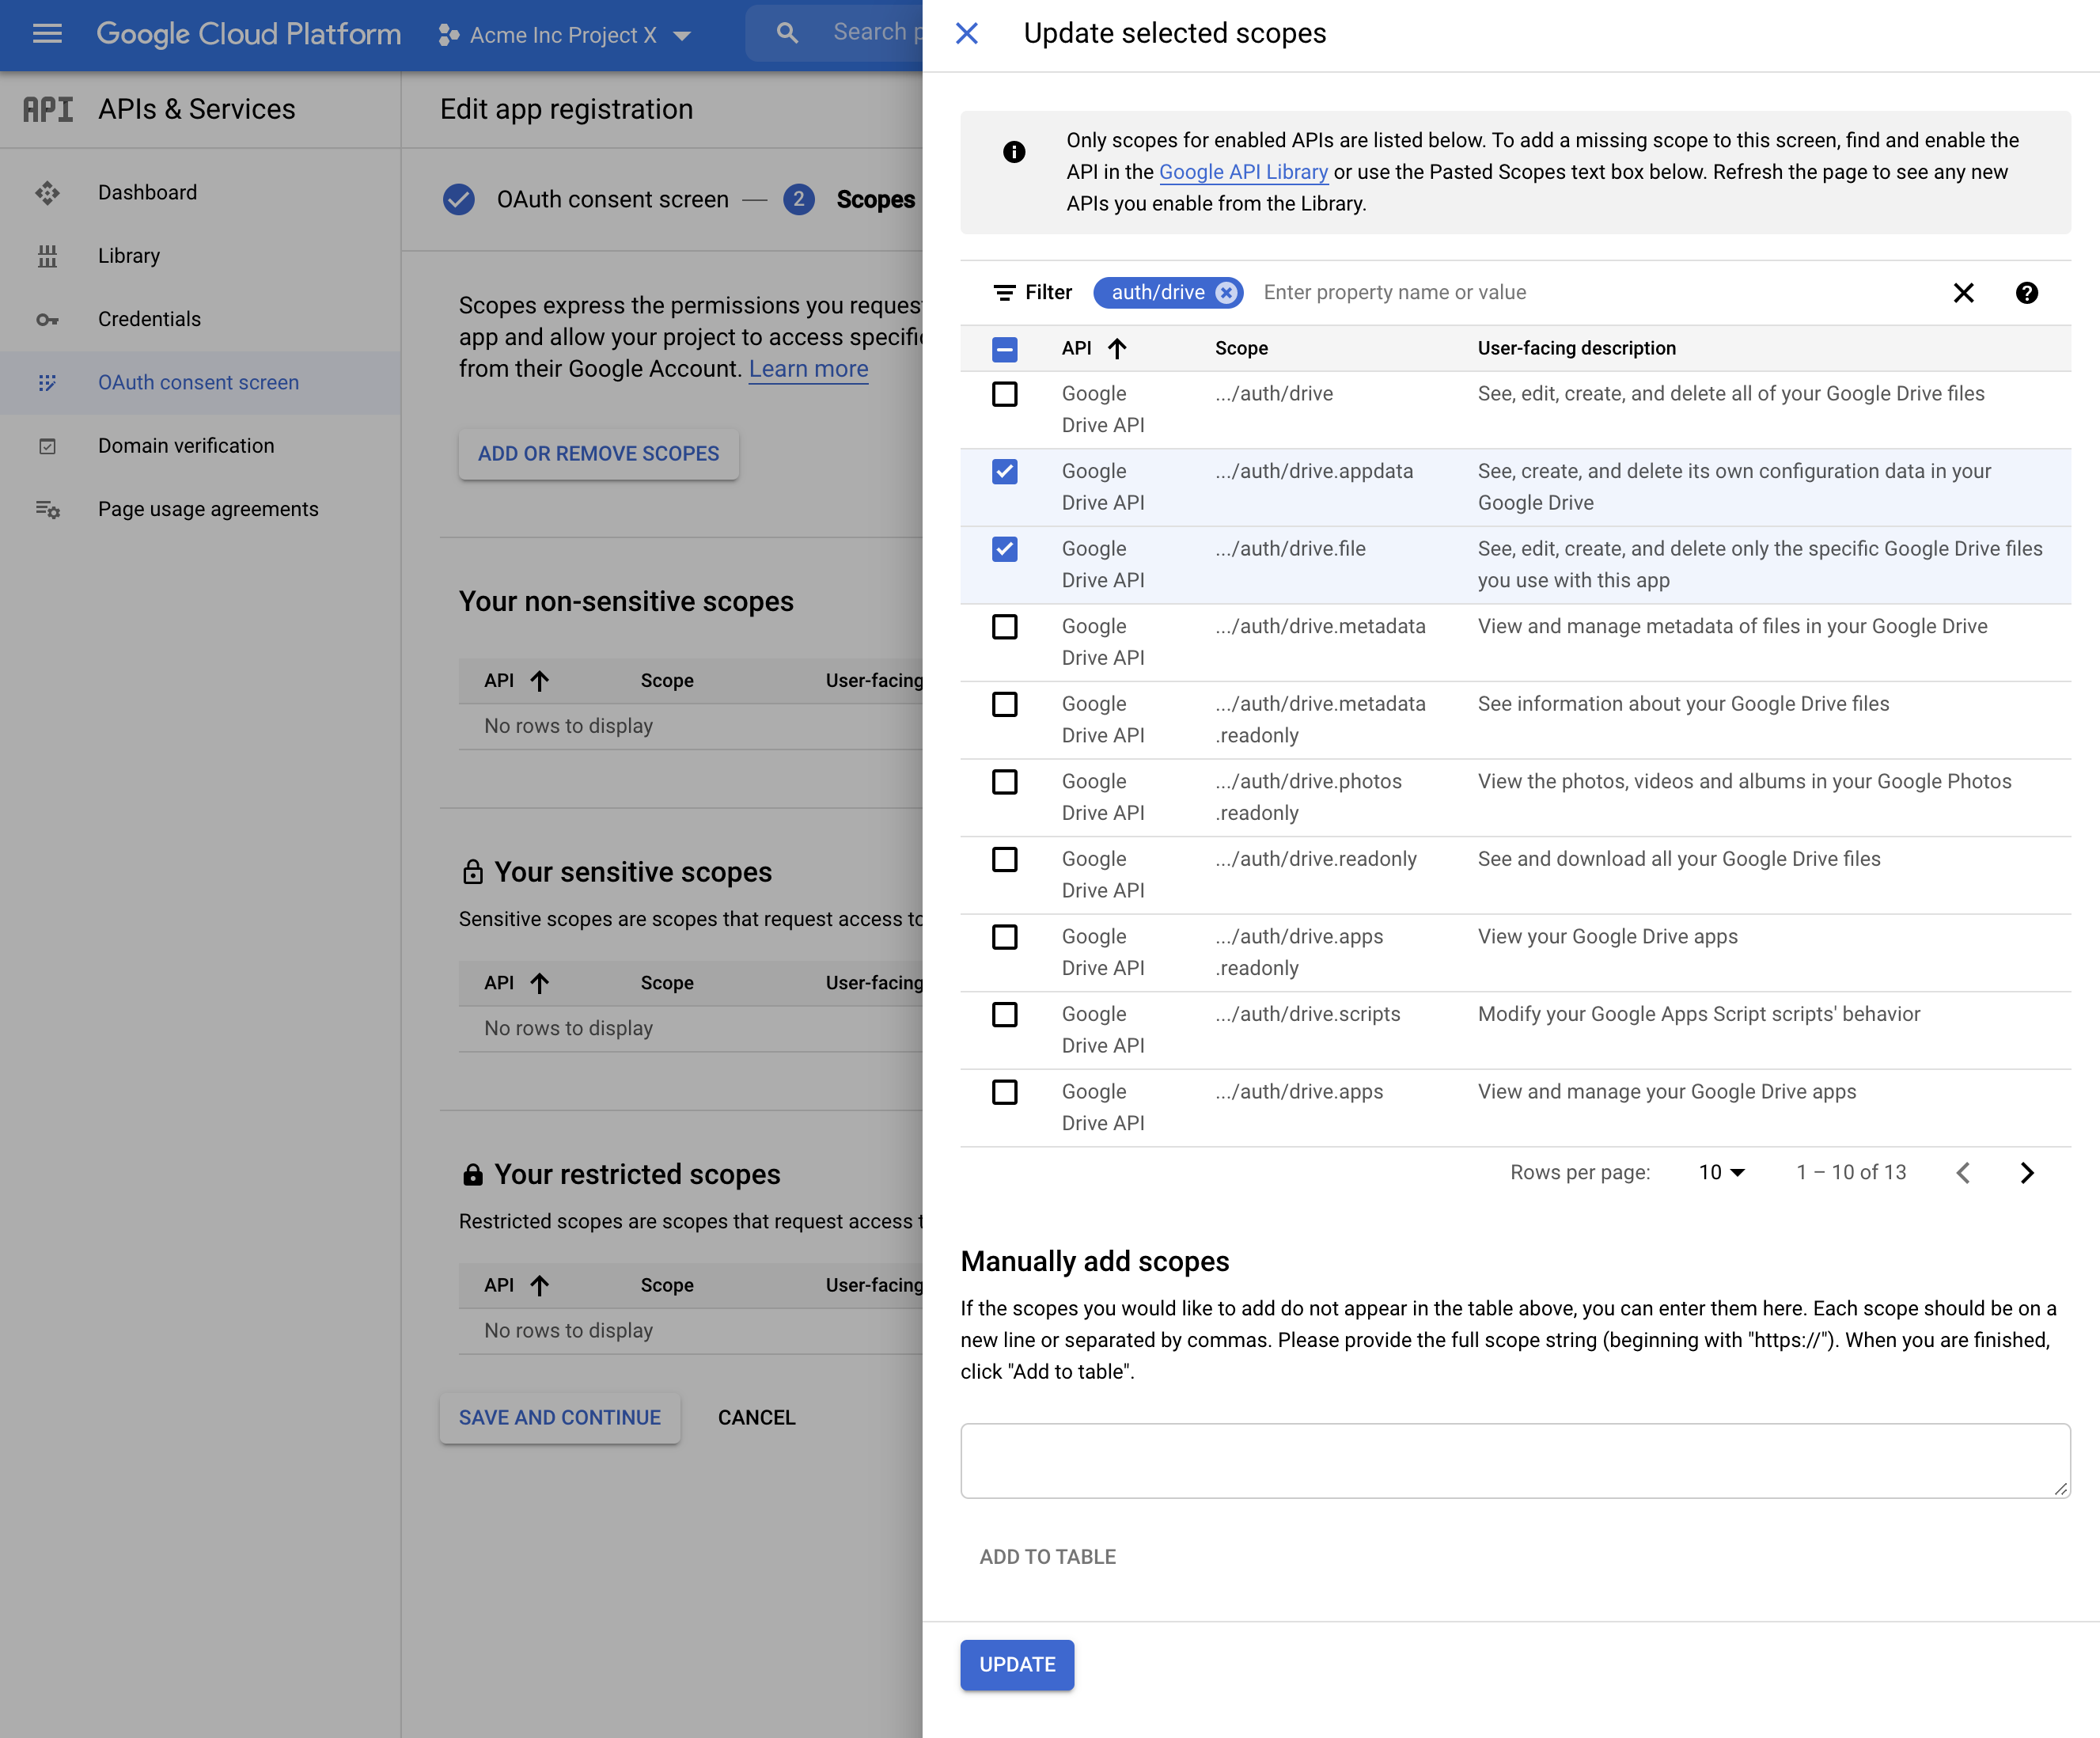 Google Cloud Platform
Acme Inc Project X
Search p
API
APIs & Services
Dashboard
Library
Credentials
OAuth consent screen
Domain verification
Page usage agreements
Edit app registration
OAuth consent screen — 2 Scopes
Scopes express the permissions you reques
app and allow your project to access specific
from their Google Account. Learn more
ADD OR REMOVE SCOPES
Your non-sensitive scopes
API Scope User-facing
No rows to display
Your sensitive scopes
Sensitive scopes are scopes that request access to
API Scope User-facing
No rows to display
Your restricted scopes
Restricted scopes are scopes that request access t
API Scope User-facing
No rows to display
SAVE AND CONTINUE CANCEL
Update selected scopes
Only scopes for enabled APIs are listed below. To add a missing scope to this screen, find and enable the
API in the Google API Library or use the Pasted Scopes text box below. Refresh the page to see any new
APIs you enable from the Library.
Filter auth/drive Enter property name or value
API Scope User-facing description
Google .../auth/drive See, edit, create, and delete all of your Google Drive files
Drive API
Google .../auth/drive.appdata See, create, and delete its own configuration data in your
Drive API Google Drive
Google .../auth/drive.file See, edit, create, and delete only the specific Google Drive files
Drive API you use with this app
Google .../auth/drive.metadata View and manage metadata of files in your Google Drive
Drive API
Google .../auth/drive.metadata See information about your Google Drive files
Drive API .readonly
Google .../auth/drive.photos View the photos, videos and albums in your Google Photos
Drive API .readonly
Google .../auth/drive.readonly See and download all your Google Drive files
Drive API
Google .../auth/drive.apps View your Google Drive apps
Drive API .readonly
Google .../auth/drive.scripts Modify your Google Apps Script scripts' behavior
Drive API
Google .../auth/drive.apps View and manage your Google Drive apps
Drive API
Rows per page: 10 1 – 10 of 13
Manually add scopes
If the scopes you would like to add do not appear in the table above, you can enter them here. Each scope should be on a
new line or separated by commas. Please provide the full scope string (beginning with "https://"). When you are finished,
click "Add to table".
ADD TO TABLE
UPDATE